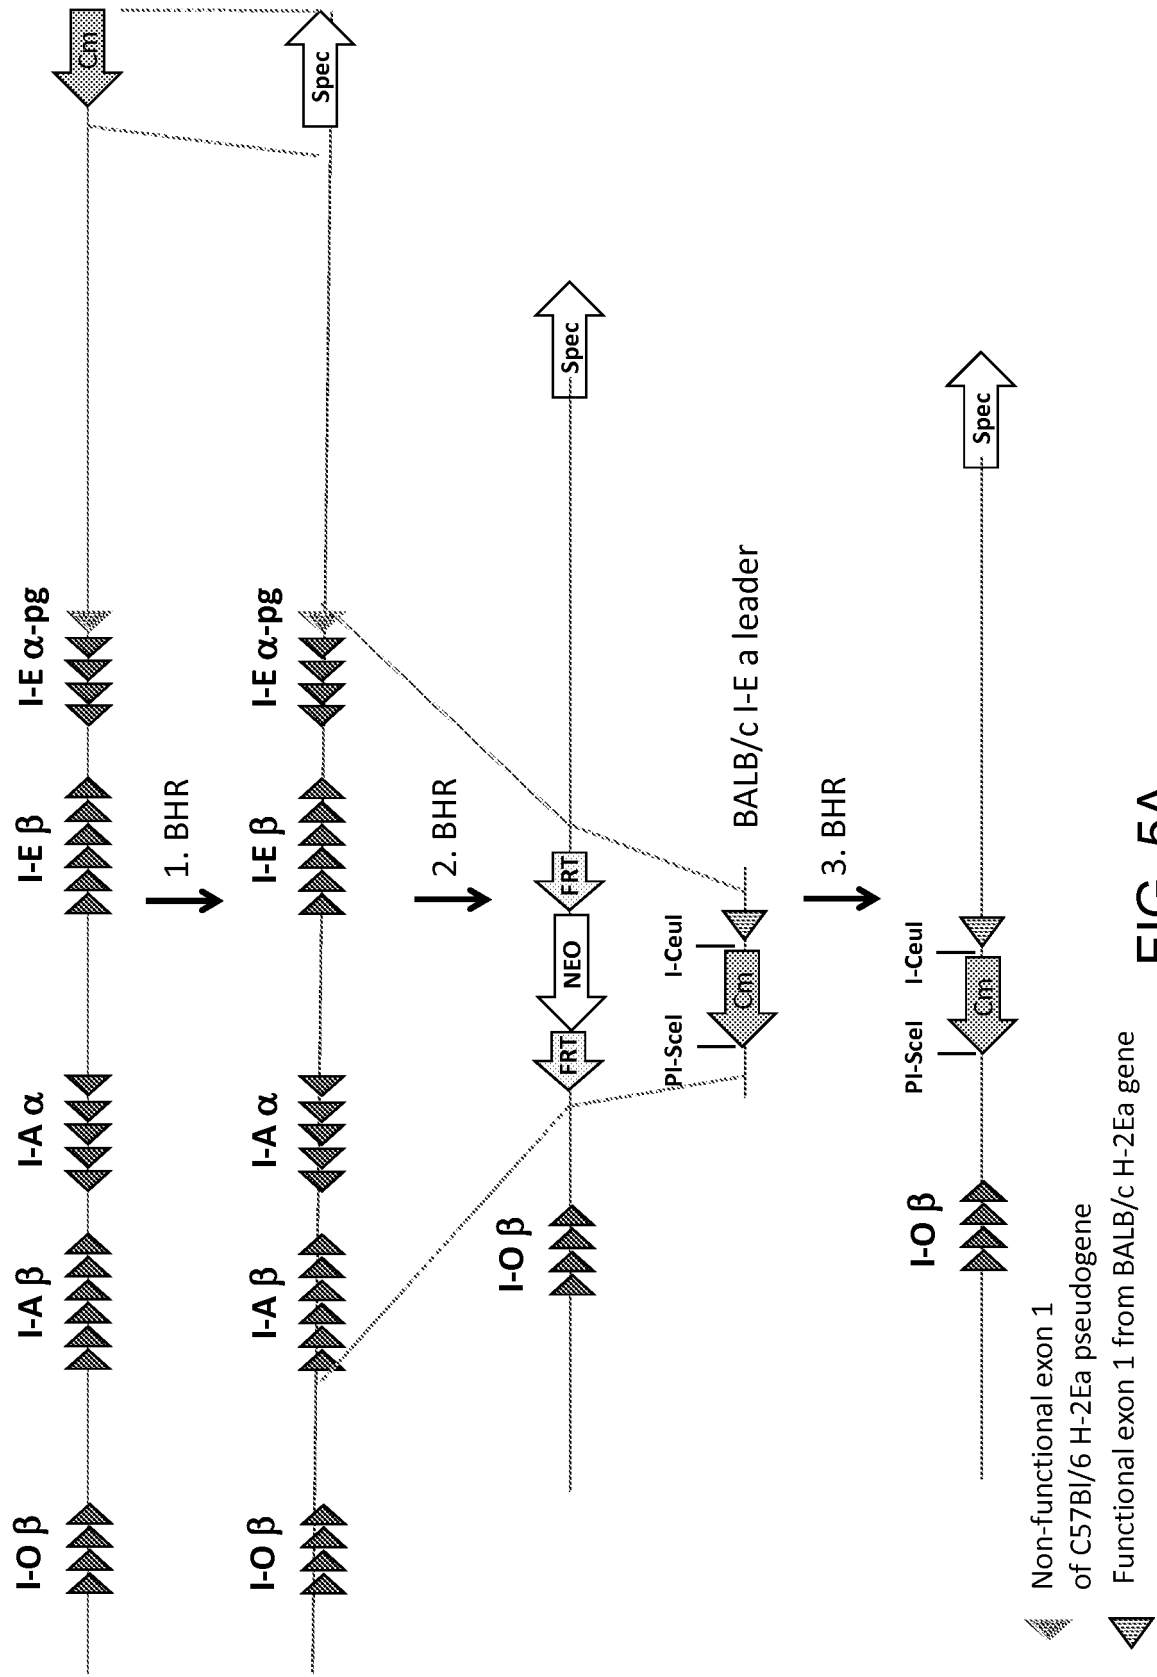 I-O β
I-A β
I-A α
I-E β
I-E α-pg
Cm
1. BHR
I-O β
I-A β
I-A α
I-E β
I-E α-pg
Spec
2. BHR
I-O β
FRT
NEO
FRT
Spec
PI-SceI
I-CeuI
Cm
BALB/c I-E a leader
3. BHR
I-O β
PI-SceI
I-CeuI
Cm
Spec
Non-functional exon 1
of C57Bl/6 H-2Ea pseudogene
Functional exon 1 from BALB/c H-2Ea gene
FIG. 5A